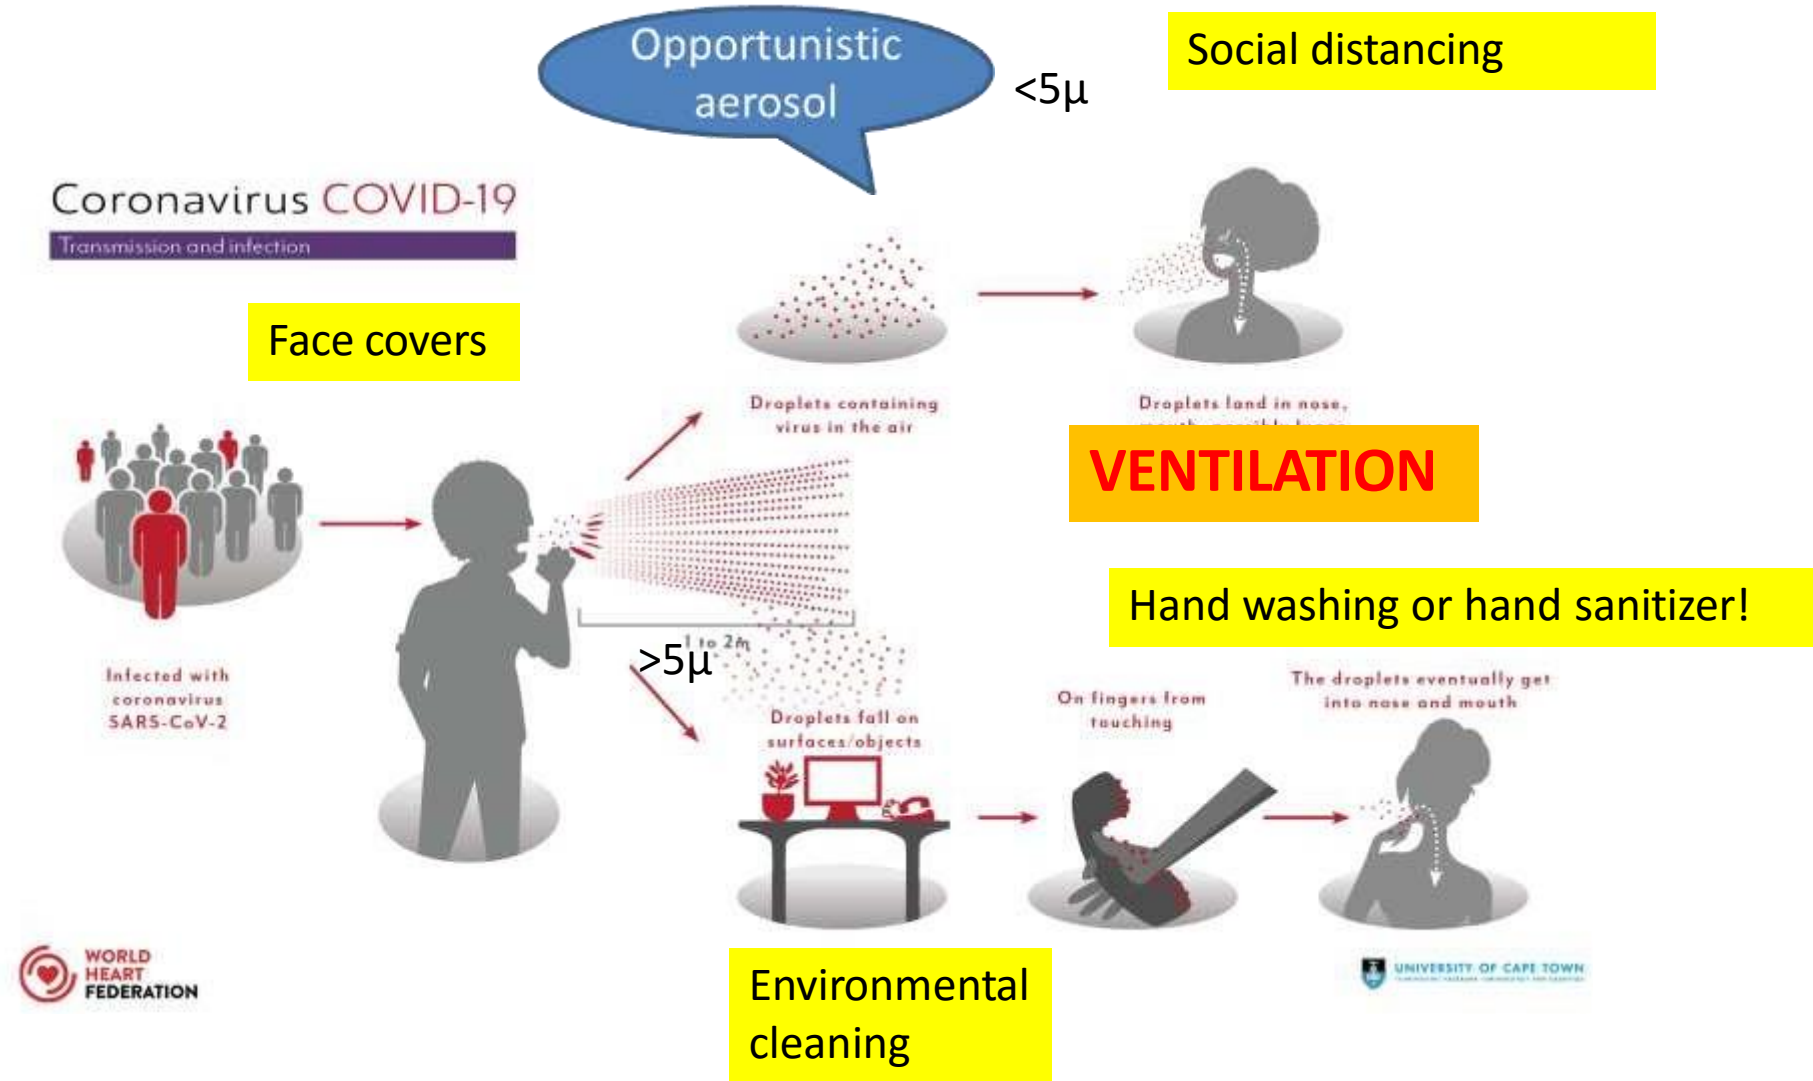 Opportunistic
aerosol
<5µ
Social distancing
Coronavirus COVID-19
Transmission and infection
Face covers
Droplets containing
virus in the air
Droplets land in nose,
VENTILATION
Hand washing or hand sanitizer!
1 to 2m
>5µ
Infected with
coronavirus
SARS-CoV-2
Droplets fall on
surfaces/objects
On fingers from
touching
The droplets eventually get
into nose and mouth
WORLD
HEART
FEDERATION
UNIVERSITY OF CAPE TOWN
Environmental
cleaning